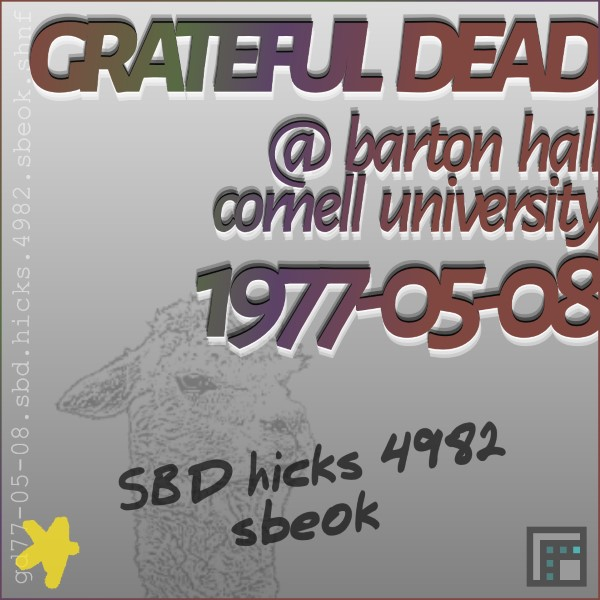 GRATEFUL DEAD
@ barton hall
cornell university
1977-05-08
SBD hicks 4982
sbeok
gd77-05-08.sbd.hicks.4982.sbeok.shnf